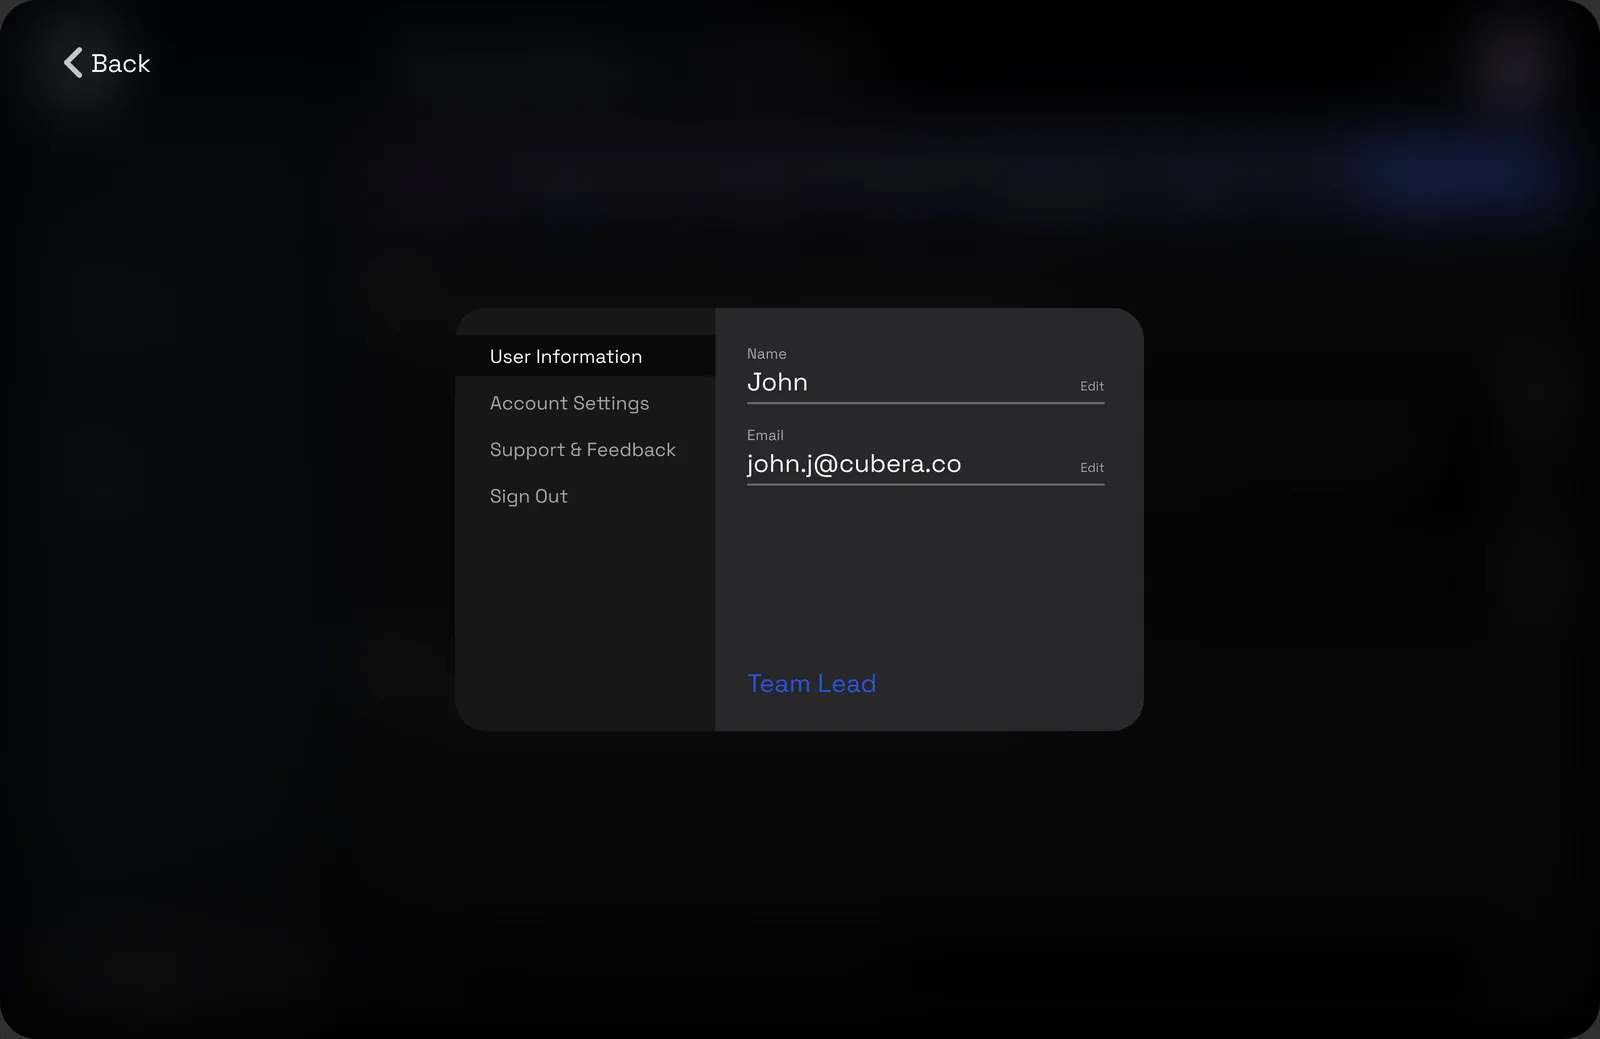 Back
User Information
Account Settings
Support & Feedback
Sign Out
Name
John
Edit
Email
john.j@cubera.co
Edit
Team Lead